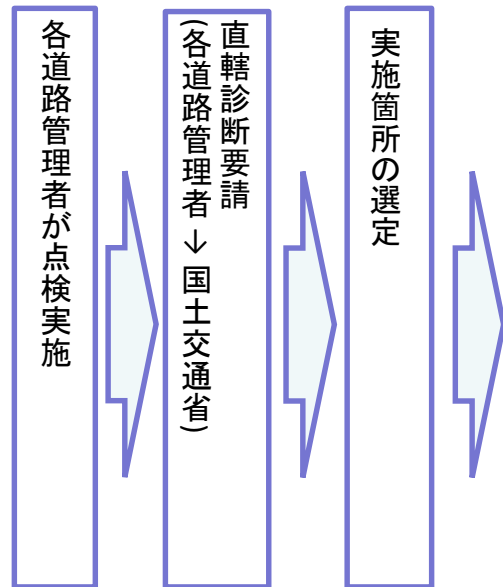 各道路管理者が点検実施
直轄診断要請
(各道路管理者→国土交通省)
実施箇所の選定